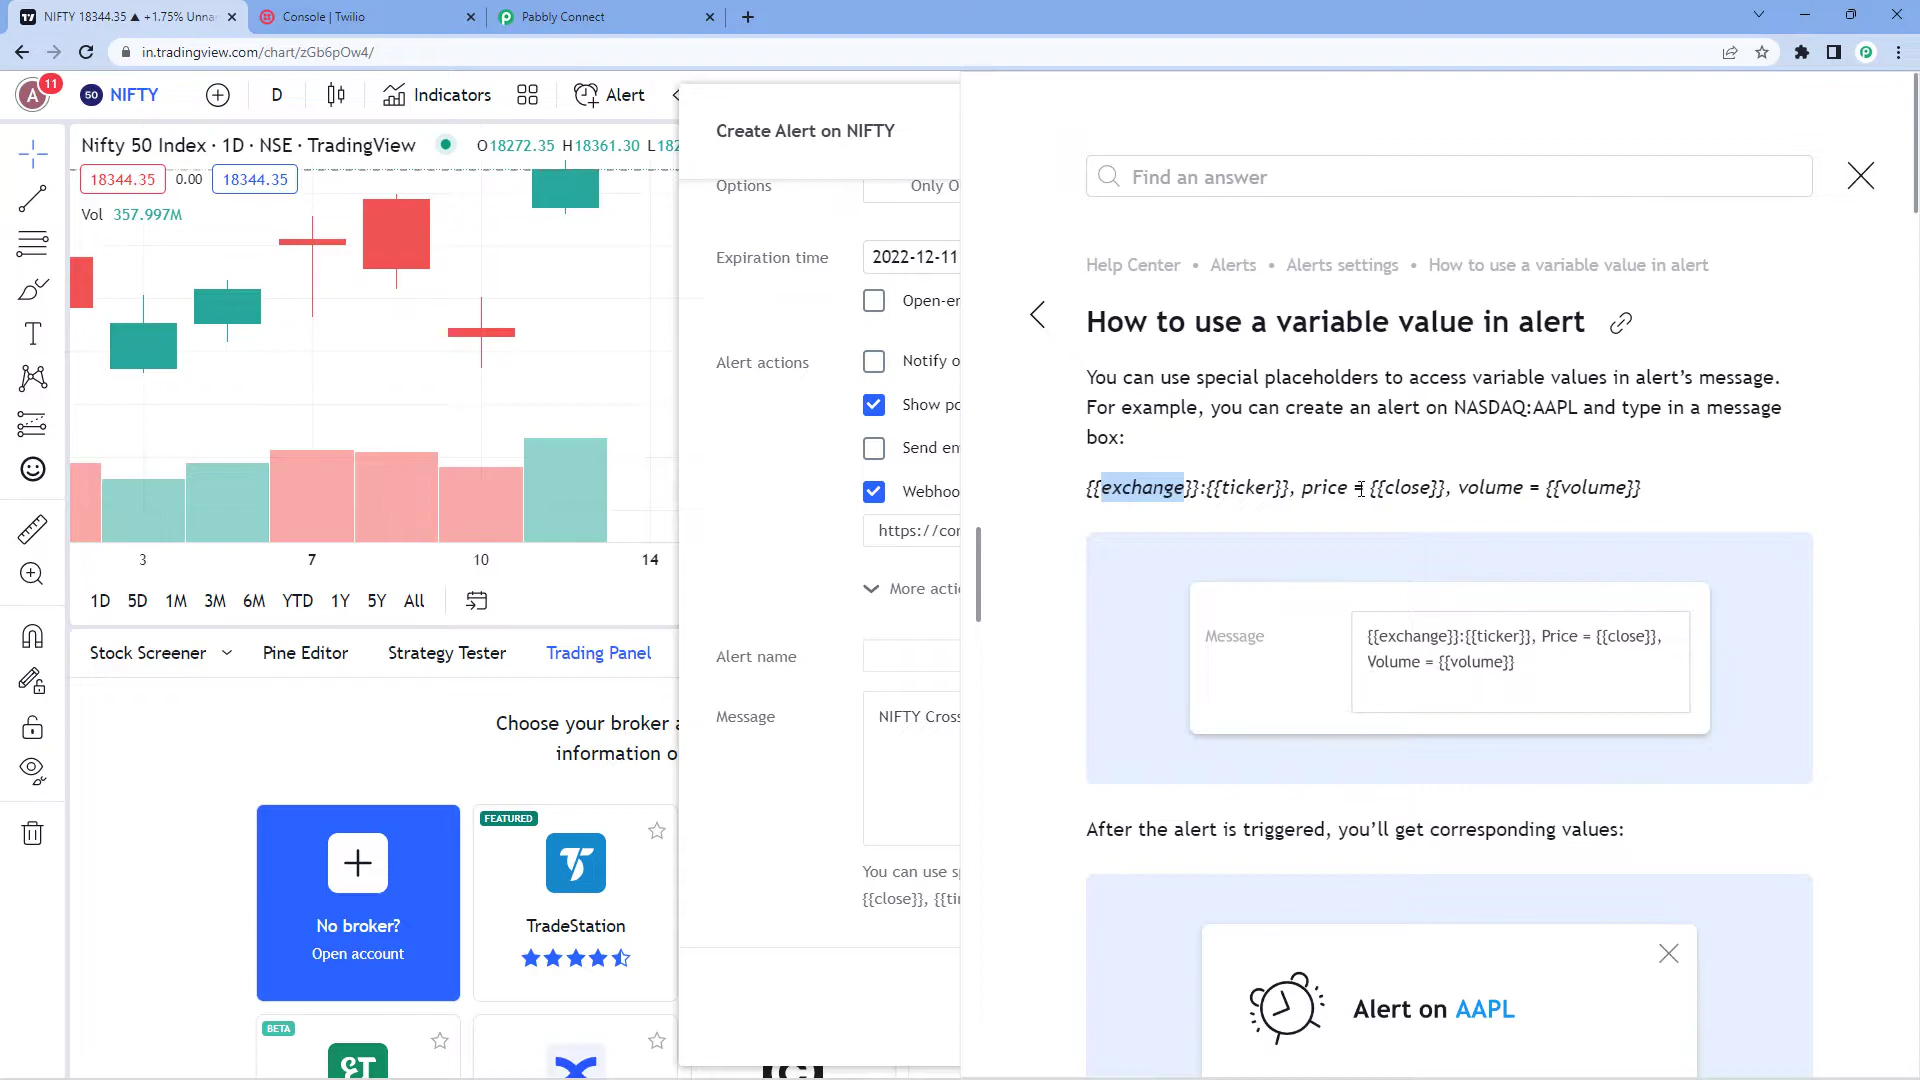 NIFTY 18344.35 ▲ +1.75% Unnar
Console | Twilio
Pabbly Connect
in.tradingview.com/chart/zGb6pOw4/
A
11
50 NIFTY
D
Indicators
Alert
Nifty 50 Index · 1D · NSE · TradingView
O18272.35 H18361.30 L182
18344.35
0.00
18344.35
Vol 357.997M
3
7
10
14
1D 5D 1M 3M 6M YTD 1Y 5Y All
Stock Screener
Pine Editor
Strategy Tester
Trading Panel
Choose your broker a
information o
No broker?
Open account
FEATURED
TradeStation
BETA
Create Alert on NIFTY
Options
Only O
Expiration time
2022-12-11
Open-en
Alert actions
Notify o
Show po
Send em
Webhoo
https://con
More actio
Alert name
Message
NIFTY Cross
You can use sp
{{close}}, {{tim
Find an answer
Help Center • Alerts • Alerts settings • How to use a variable value in alert
How to use a variable value in alert
You can use special placeholders to access variable values in alert’s message.
For example, you can create an alert on NASDAQ:AAPL and type in a message
box:
{{exchange}}:{{ticker}}, price = {{close}}, volume = {{volume}}
Message
{{exchange}}:{{ticker}}, Price = {{close}},
Volume = {{volume}}
After the alert is triggered, you’ll get corresponding values:
Alert on AAPL